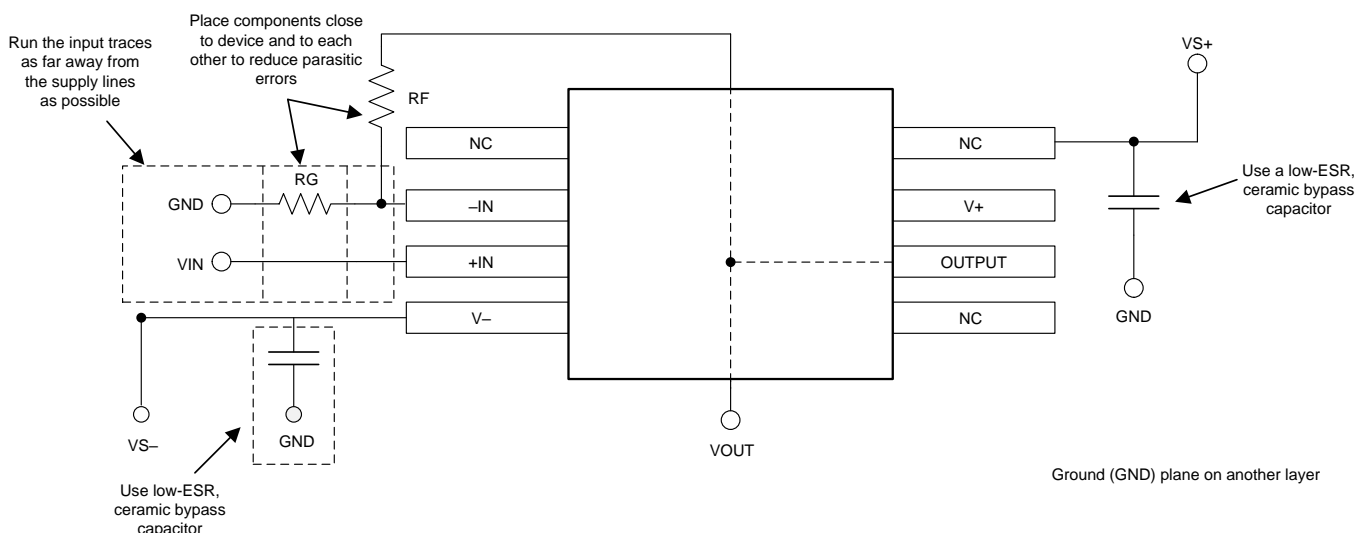 Run the input traces
as far away from
the supply lines
as possible
Place components close
to device and to each
other to reduce parasitic
errors
VS+
RF
NC
NC
Use a low-ESR,
ceramic bypass
capacitor
RG
GND
–IN
V+
VIN
+IN
OUTPUT
V–
NC
GND
VS–
GND
VOUT
Use low-ESR,
ceramic bypass
capacitor
Ground (GND) plane on another layer